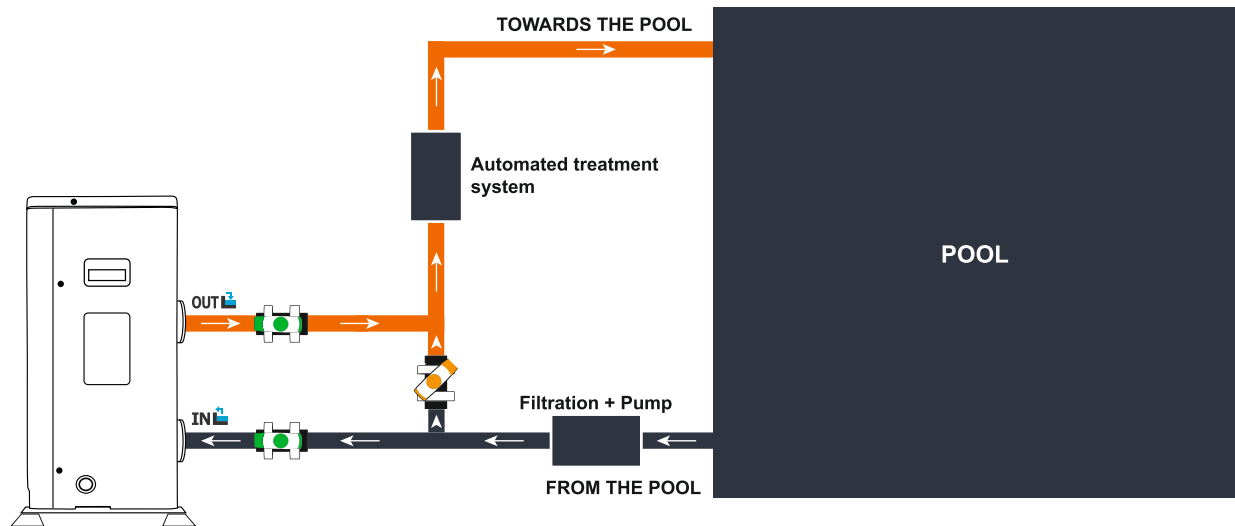 TOWARDS THE POOL
Automated treatment
system
POOL
OUT
IN
Filtration + Pump
FROM THE POOL